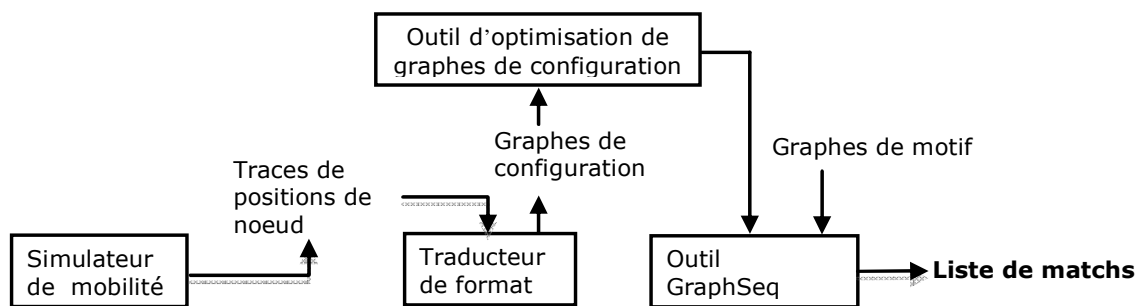 Outil d'optimisation de
graphes de configuration
Graphes de
configuration
Graphes de motif
Traces de
positions de
noeud
Simulateur
de mobilité
Traducteur
de format
Outil
GraphSeq
Liste de matchs